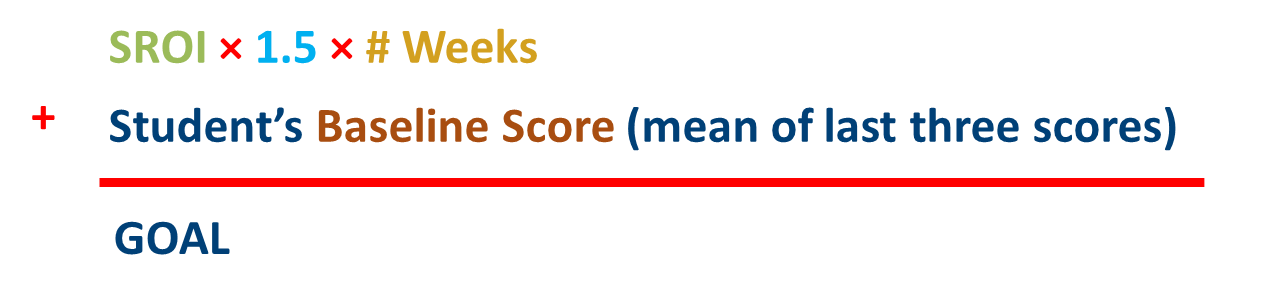 SROI × 1.5 × # Weeks
+ Student’s Baseline Score (mean of last three scores)
GOAL